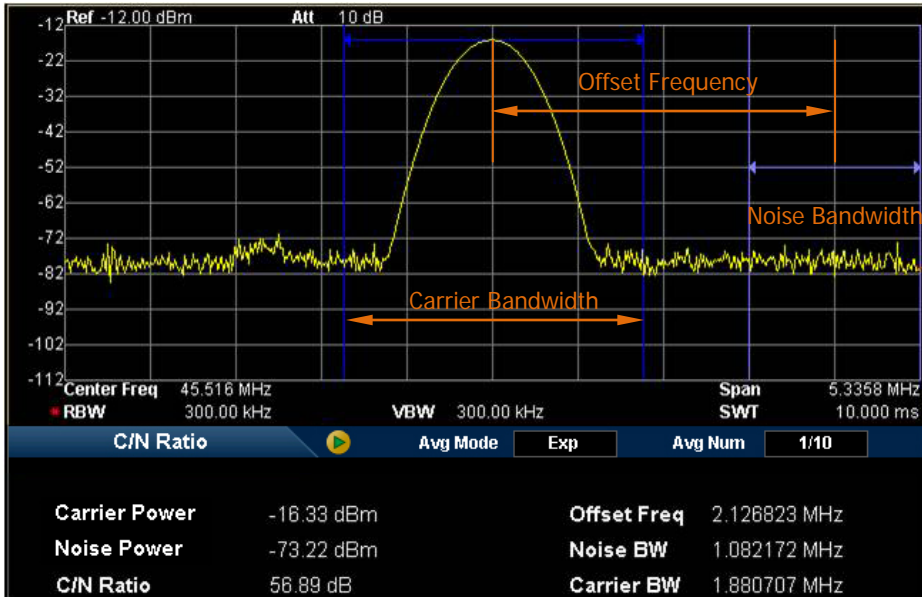 Ref -12.00 dBm Att 10 dB
-12
-22
Offset Frequency
-32
-42
-52
-62
Noise Bandwidth
-72
-82
Carrier Bandwidth
-92
-102
-112
Center Freq 45.516 MHz Span 5.3358 MHz
RBW 300.00 kHz VBW 300.00 kHz SWT 10.000 ms
C/N Ratio Avg Mode Exp Avg Num 1/10
Carrier Power -16.33 dBm Offset Freq 2.126823 MHz
Noise Power -73.22 dBm Noise BW 1.082172 MHz
C/N Ratio 56.89 dB Carrier BW 1.880707 MHz